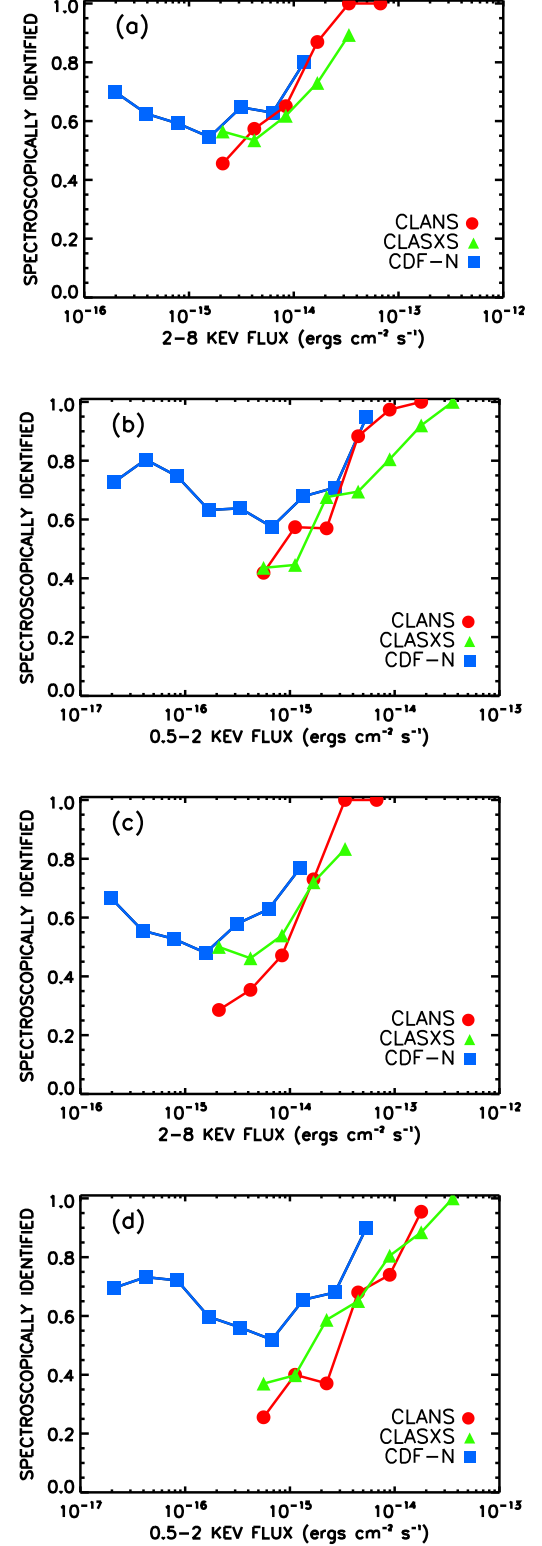 (a)
SPECTROSCOPICALLY IDENTIFIED
1.0
0.8
0.6
0.4
0.2
0.0
CLANS
CLASXS
CDF-N
10⁻¹⁶ 10⁻¹⁵ 10⁻¹⁴ 10⁻¹³ 10⁻¹²
2-8 KEV FLUX (ergs cm⁻² s⁻¹)
(b)
SPECTROSCOPICALLY IDENTIFIED
1.0
0.8
0.6
0.4
0.2
0.0
CLANS
CLASXS
CDF-N
10⁻¹⁷ 10⁻¹⁶ 10⁻¹⁵ 10⁻¹⁴ 10⁻¹³
0.5-2 KEV FLUX (ergs cm⁻² s⁻¹)
(c)
SPECTROSCOPICALLY IDENTIFIED
1.0
0.8
0.6
0.4
0.2
0.0
CLANS
CLASXS
CDF-N
10⁻¹⁶ 10⁻¹⁵ 10⁻¹⁴ 10⁻¹³ 10⁻¹²
2-8 KEV FLUX (ergs cm⁻² s⁻¹)
(d)
SPECTROSCOPICALLY IDENTIFIED
1.0
0.8
0.6
0.4
0.2
0.0
CLANS
CLASXS
CDF-N
10⁻¹⁷ 10⁻¹⁶ 10⁻¹⁵ 10⁻¹⁴ 10⁻¹³
0.5-2 KEV FLUX (ergs cm⁻² s⁻¹)